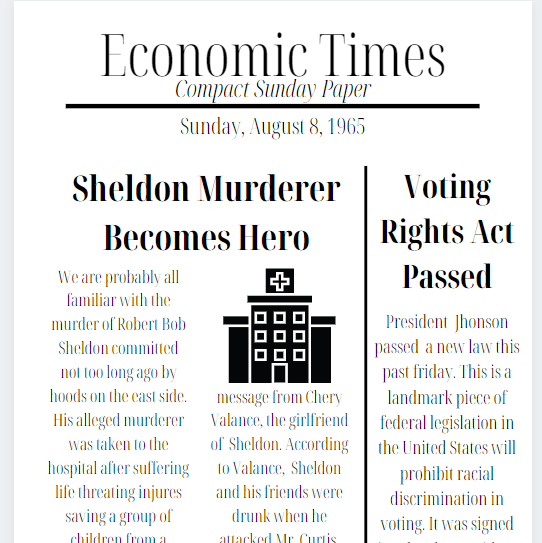 Economic Times
Compact Sunday Paper
Sunday, August 8, 1965
Sheldon Murderer
Becomes Hero
We are probably all
familiar with the
murder of Robert Bob
Sheldon committed
not too long ago by
hoods on the east side.
His alleged murderer
was taken to the
hospital after suffering
life threating injures
saving a group of
children from a
message from Chery
Valance, the girlfriend
of Sheldon. According
to Valance, Sheldon
and his friends were
drunk when he
attacked Mr. Curtis
Voting
Rights Act
Passed
President Jhonson
passed a new law this
past friday. This is a
landmark piece of
federal legislation in
the United States will
prohibit racial
discrimination in
voting. It was signed